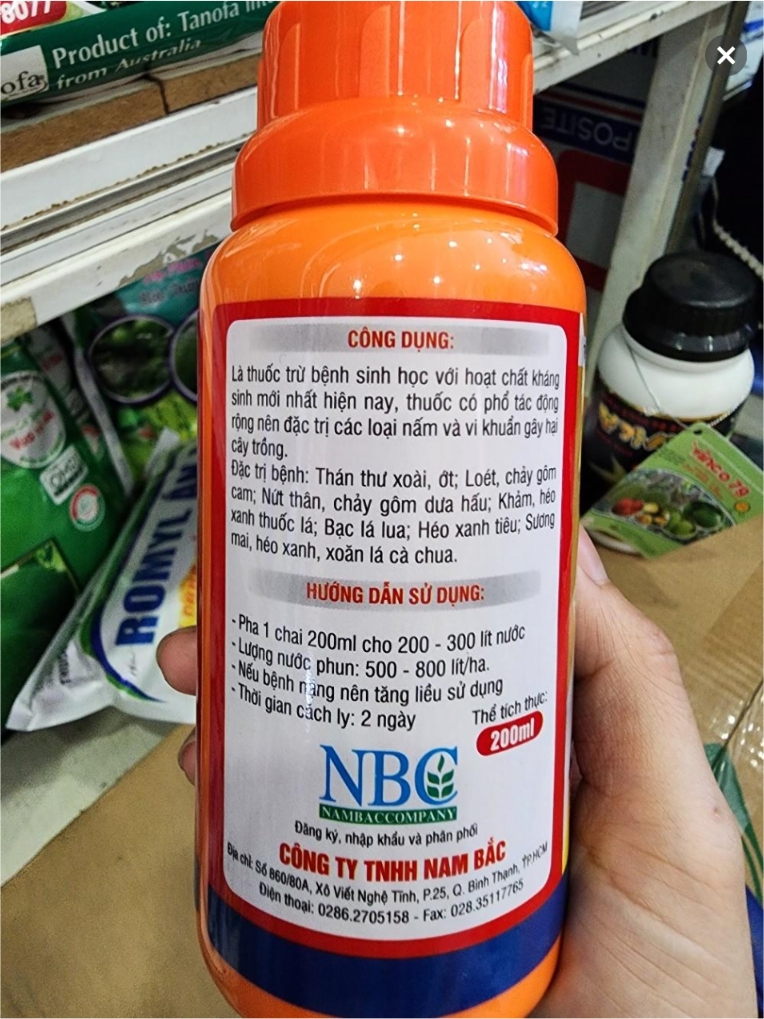 8077
Product of: Tanofa
from Australia
ofa
POSITE
CÔNG DỤNG:
Là thuốc trừ bệnh sinh học với hoạt chất kháng
sinh mới nhất hiện nay, thuốc có phổ tác động
rộng nên đặc trị các loại nấm và vi khuẩn gây hại
cây trồng.
Đặc trị bệnh: Thán thư xoài, ớt; Loét, chảy gôm
cam; Nứt thân, chảy gôm dưa hấu; Khảm, héo
xanh thuốc lá; Bạc lá lua; Héo xanh tiêu; Sương
mai, héo xanh, xoăn lá cà chua.
HƯỚNG DẪN SỬ DỤNG:
- Pha 1 chai 200ml cho 200 - 300 lít nước
- Lượng nước phun: 500 - 800 lít/ha.
- Nếu bệnh nặng nên tăng liều sử dụng
- Thời gian cách ly: 2 ngày
Thể tích thực:
200ml
NBC
NAMBACCOMPANY
Đăng ký, nhập khẩu và phân phối
CÔNG TY TNHH NAM BẮC
Địa chỉ: Số 860/80A, Xô Viết Nghệ Tĩnh, P.25, Q. Bình Thạnh, TP.HCM
Điện thoại: 0286.2705158 - Fax: 028.35117765
ROMYL